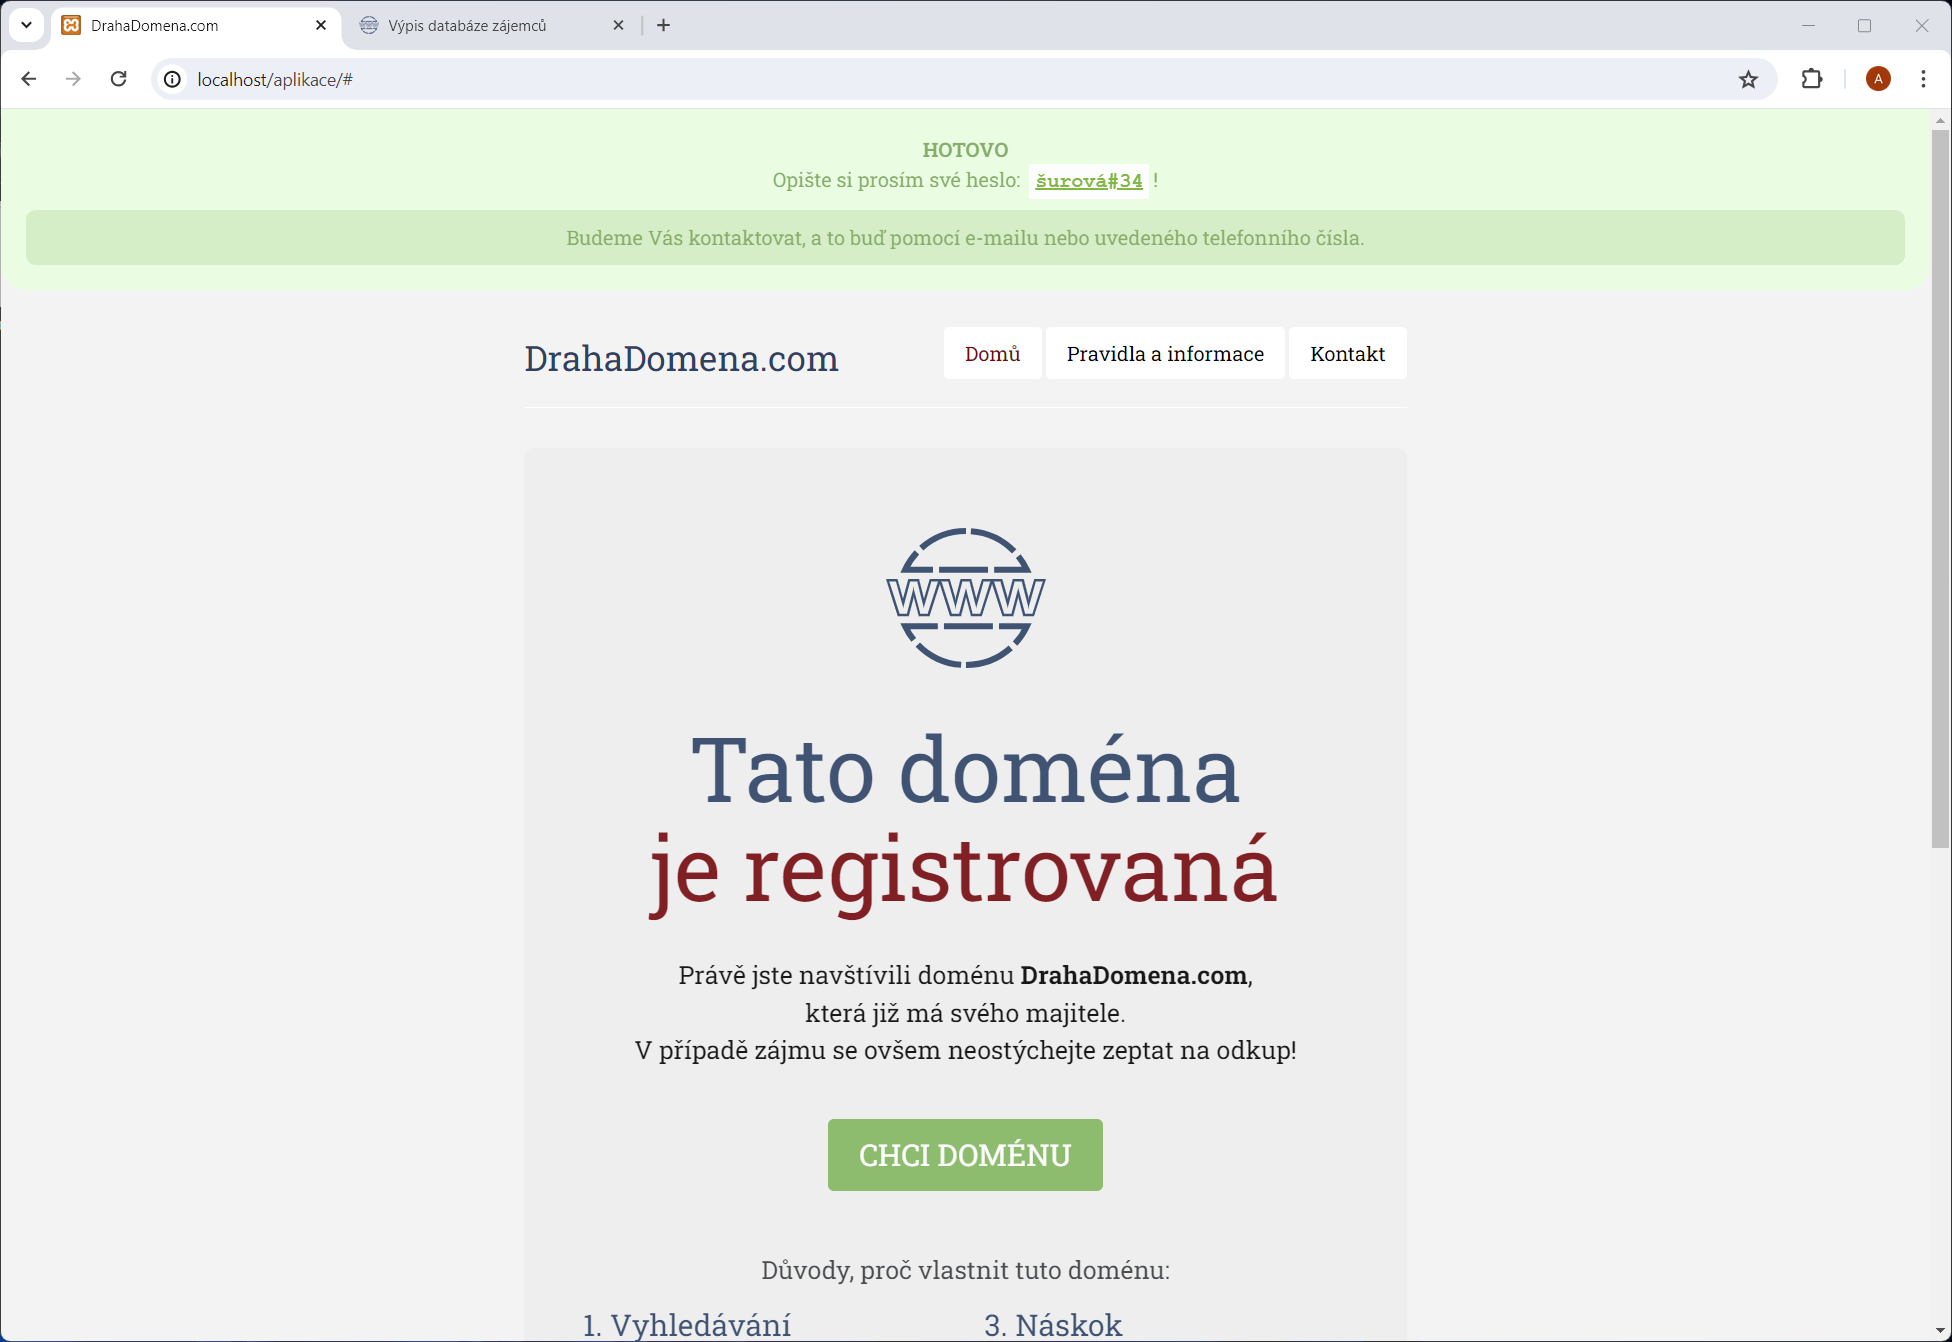 DrahaDomena.com
Výpis databáze zájemců
localhost/aplikace/#
A
HOTOVO
Opište si prosím své heslo: šurová#34 !
Budeme Vás kontaktovat, a to buď pomocí e-mailu nebo uvedeného telefonního čísla.
DrahaDomena.com
Domů
Pravidla a informace
Kontakt
WWW
Tato doména
je registrovaná
Právě jste navštívili doménu DrahaDomena.com,
která již má svého majitele.
V případě zájmu se ovšem neostýchejte zeptat na odkup!
CHCI DOMÉNU
Důvody, proč vlastnit tuto doménu:
1. Vyhledávání
3. Náskok